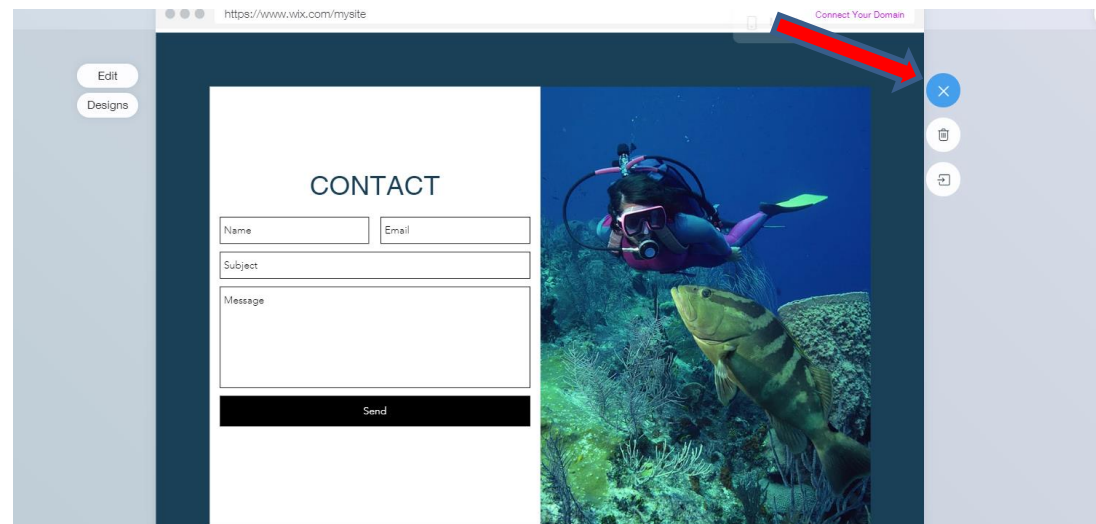 https://www.wix.com/mysite
Connect Your Domain
Edit
Designs
CONTACT
Name
Email
Subject
Message
Send